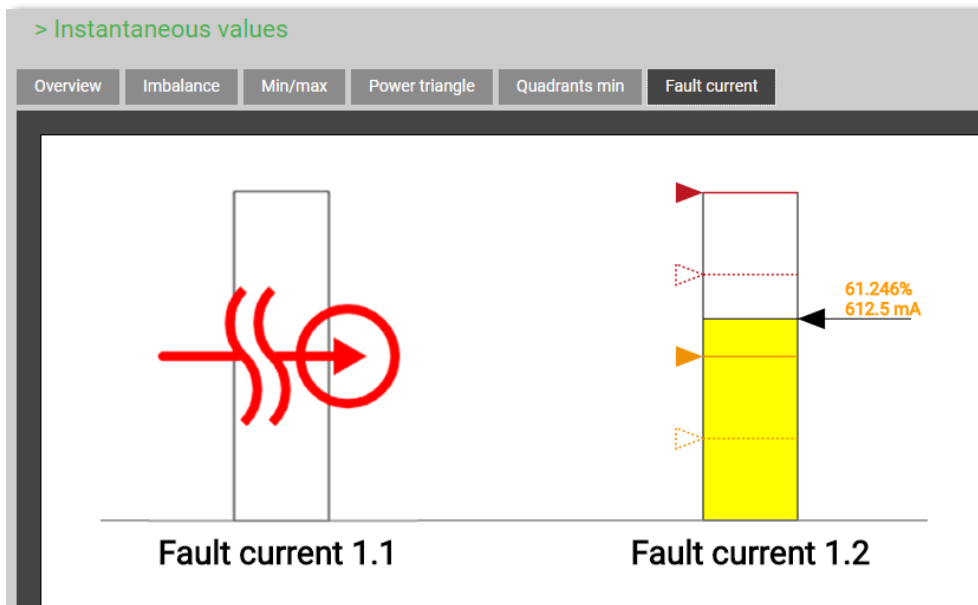 > Instantaneous values
Overview Imbalance Min/max Power triangle Quadrants min Fault current
61.246%
612.5 mA
Fault current 1.1 Fault current 1.2